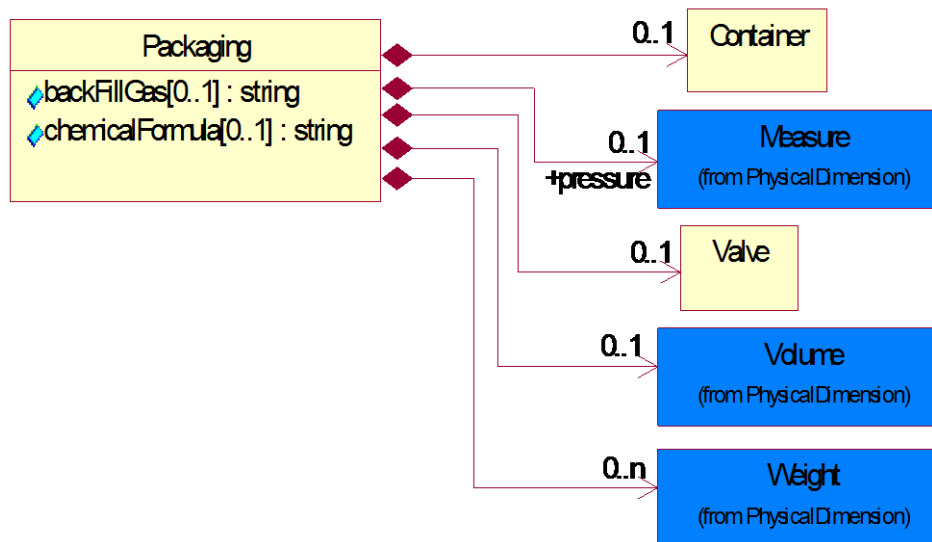 Packaging
backFillGas[0..1] : string
chemicalFormula[0..1] : string
0..1
Container
0..1
+pressure
Measure
(from PhysicalDimension)
0..1
Valve
0..1
Volume
(from PhysicalDimension)
0..n
Weight
(from PhysicalDimension)